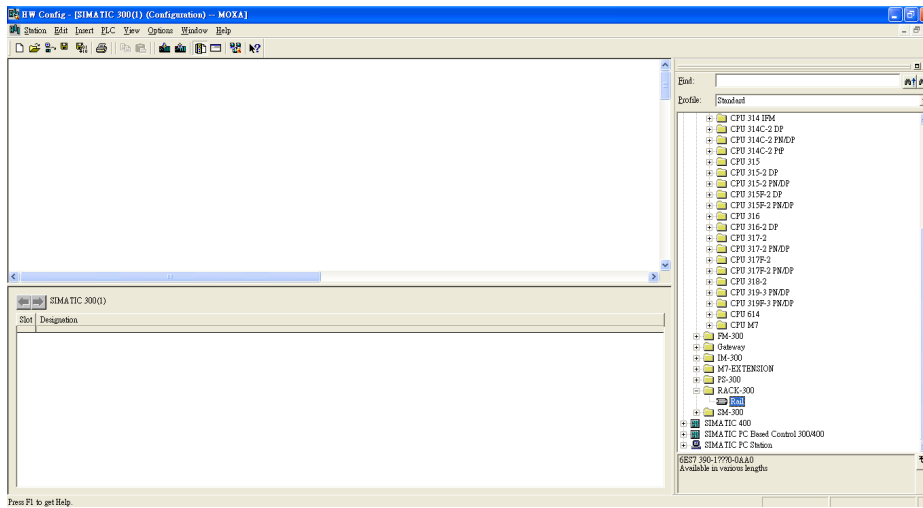 HW Config - [SIMATIC 300(1) (Configuration) -- MOXA]
Station Edit Insert PLC View Options Window Help
Find:
Profile: Standard
CPU 314 IFM
CPU 314C-2 DP
CPU 314C-2 PN/DP
CPU 314C-2 PtP
CPU 315
CPU 315-2 DP
CPU 315-2 PN/DP
CPU 315F-2 DP
CPU 315F-2 PN/DP
CPU 316
CPU 316-2 DP
CPU 317-2
CPU 317-2 PN/DP
CPU 317F-2
CPU 317F-2 PN/DP
CPU 318-2
CPU 319-3 PN/DP
CPU 319F-3 PN/DP
CPU 614
CPU M7
FM-300
Gateway
IM-300
M7-EXTENSION
PS-300
RACK-300
Rail
SM-300
SIMATIC 400
SIMATIC PC Based Control 300/400
SIMATIC PC Station
6ES7 390-1???0-0AA0
Available in various lengths
SIMATIC 300(1)
Slot Designation
Press F1 to get Help.